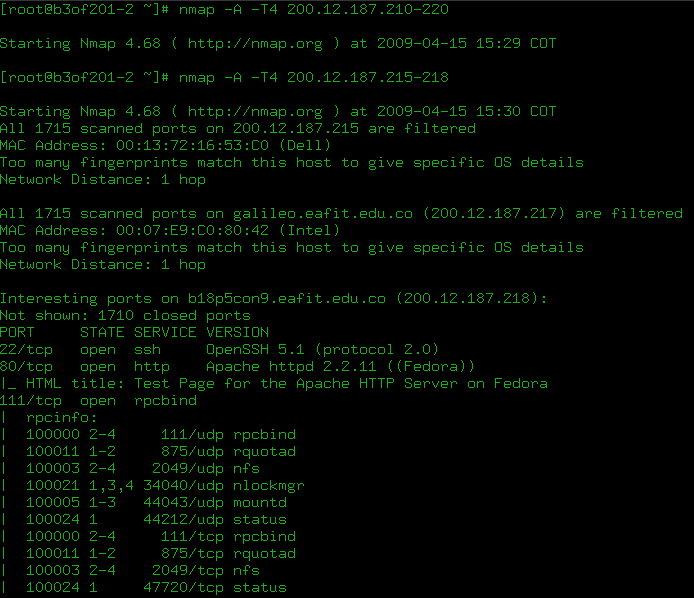 [root@b3of201-2 ~]# nmap -A -T4 200.12.187.210-220
Starting Nmap 4.68 ( http://nmap.org ) at 2009-04-15 15:29 COT
[root@b3of201-2 ~]# nmap -A -T4 200.12.187.215-218
Starting Nmap 4.68 ( http://nmap.org ) at 2009-04-15 15:30 COT
All 1715 scanned ports on 200.12.187.215 are filtered
MAC Address: 00:13:72:16:53:C0 (Dell)
Too many fingerprints match this host to give specific OS details
Network Distance: 1 hop
All 1715 scanned ports on galileo.eafit.edu.co (200.12.187.217) are filtered
MAC Address: 00:07:E9:C0:80:42 (Intel)
Too many fingerprints match this host to give specific OS details
Network Distance: 1 hop
Interesting ports on b18p5con9.eafit.edu.co (200.12.187.218):
Not shown: 1710 closed ports
PORT     STATE SERVICE VERSION
22/tcp   open  ssh     OpenSSH 5.1 (protocol 2.0)
80/tcp   open  http    Apache httpd 2.2.11 ((Fedora))
|_ HTML title: Test Page for the Apache HTTP Server on Fedora
111/tcp  open  rpcbind
|  rpcinfo:
|  100000 2-4     111/udp rpcbind
|  100011 1-2     875/udp rquotad
|  100003 2-4    2049/udp nfs
|  100021 1,3,4 34040/udp nlockmgr
|  100005 1-3   44043/udp mountd
|  100024 1     44212/udp status
|  100000 2-4     111/tcp rpcbind
|  100011 1-2     875/tcp rquotad
|  100003 2-4    2049/tcp nfs
|  100024 1     47720/tcp status